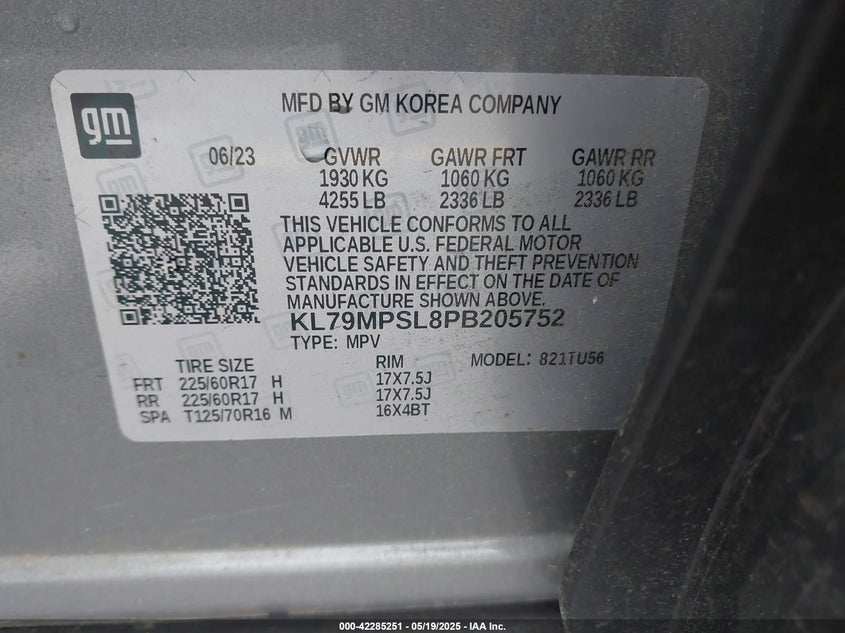 gm
MFD BY GM KOREA COMPANY
06/23 GVWR GAWR FRT GAWR RR
1930 KG 1060 KG 1060 KG
4255 LB 2336 LB 2336 LB
THIS VEHICLE CONFORMS TO ALL
APPLICABLE U.S. FEDERAL MOTOR
VEHICLE SAFETY AND THEFT PREVENTION
STANDARDS IN EFFECT ON THE DATE OF
MANUFACTURE SHOWN ABOVE.
KL79MPSL8PB205752
TYPE: MPV
TIRE SIZE RIM MODEL: 821TU56
FRT 225/60R17 H 17X7.5J
RR 225/60R17 H 17X7.5J
SPA T125/70R16 M 16X4BT
000-42285251 - 05/19/2025 - IAA Inc.